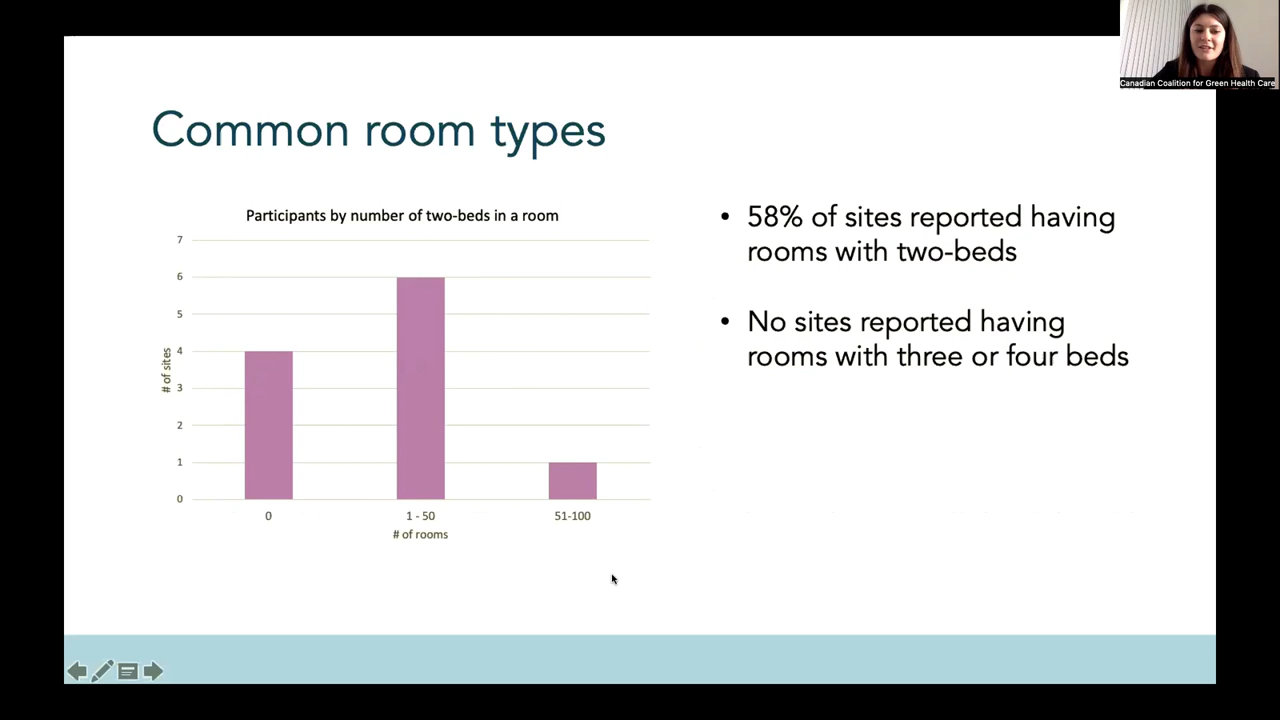 Canadian Coalition for Green Health Care
Common room types
Participants by number of two-beds in a room
7
6
5
4
3
2
1
0
# of sites
0
1 - 50
51-100
# of rooms
• 58% of sites reported having
rooms with two-beds
• No sites reported having
rooms with three or four beds